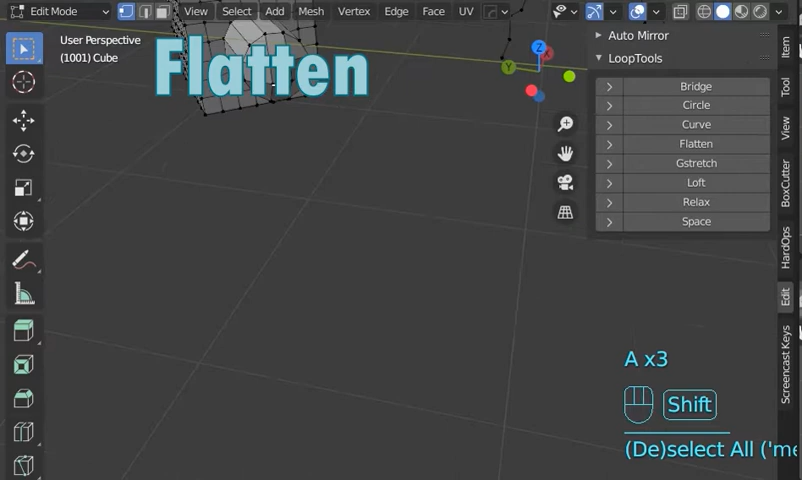 Edit Mode
View
Select
Add
Mesh
Vertex
Edge
Face
UV
User Perspective
(1001) Cube
Flatten
Z
Y
Auto Mirror
LoopTools
Bridge
Circle
Curve
Flatten
Gstretch
Loft
Relax
Space
Item
Tool
View
BoxCutter
HardOps
Edit
Screencast Keys
A x3
Shift
(De)select All ('me